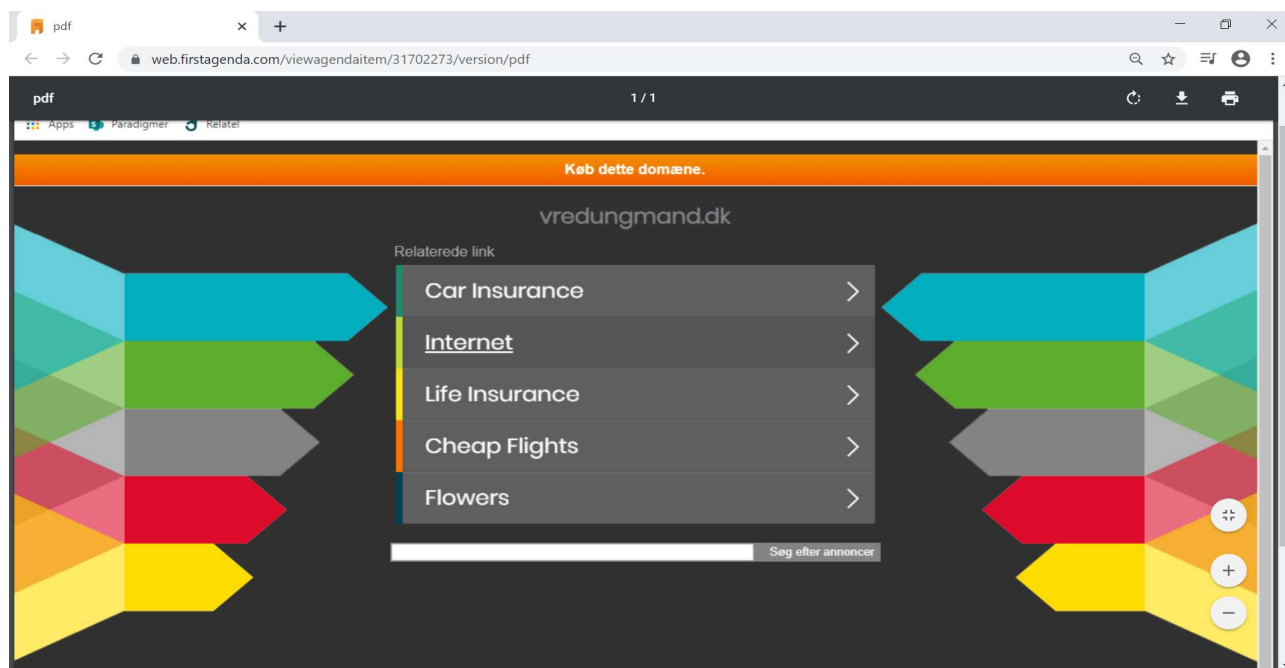 pdf
web.firstagenda.com/viewagendaitem/31702273/version/pdf
pdf 1 / 1
Apps Paradigmer Relatel
Køb dette domæne.
vredungmand.dk
Relaterede link
Car Insurance
Internet
Life Insurance
Cheap Flights
Flowers
Søg efter annoncer